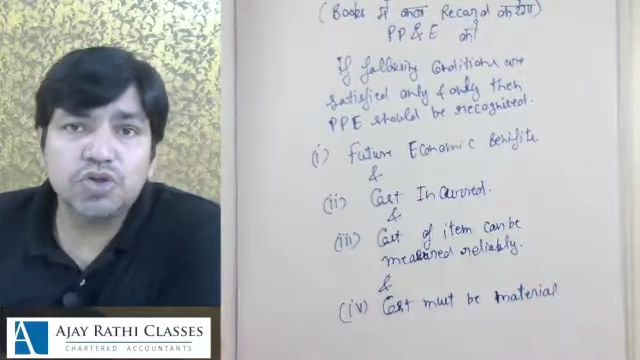 (Books में कब Record करेगा)
PP&E को
If following Conditions are
satisfied only & only then
PPE should be recognised.
(i) Future Economic Benefits
&
(ii) Cost Incurred.
&
(iii) Cost of item can be
measured reliably.
&
(iv) Cost must be material
A
AJAY RATHI CLASSES
CHARTERED ACCOUNTANTS